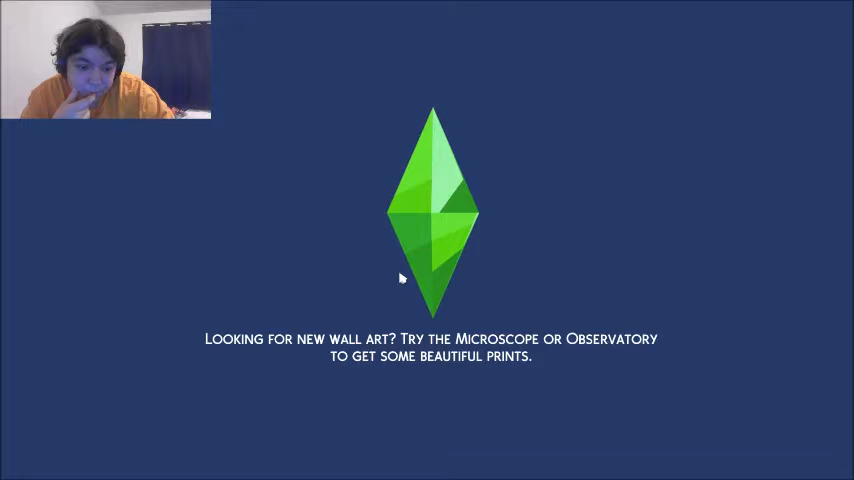 Looking for new wall art? Try the Microscope or Observatory
to get some beautiful prints.